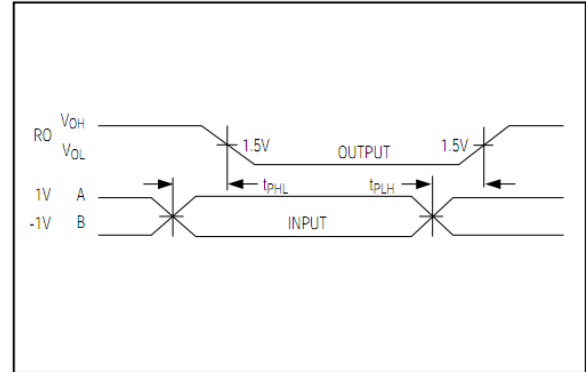 RO VOH
VOL
1.5V OUTPUT 1.5V
tPHL tPLH
1V A
-1V B INPUT